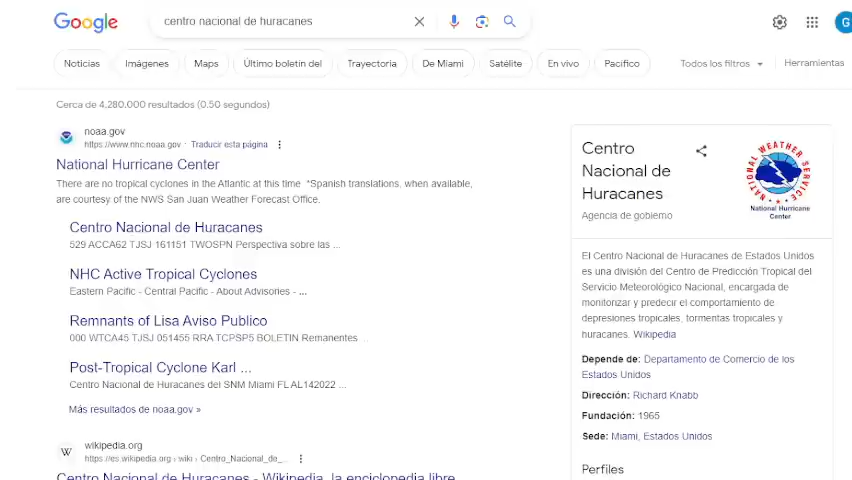 Google
centro nacional de huracanes
G
Noticias
Imágenes
Maps
Último boletín del
Trayectoria
De Miami
Satélite
En vivo
Pacífico
Todos los filtros
Herramientas
Cerca de 4,280,000 resultados (0.50 segundos)
noaa.gov
https://www.nhc.noaa.gov · Traducir esta página
National Hurricane Center
There are no tropical cyclones in the Atlantic at this time *Spanish translations, when available,
are courtesy of the NWS San Juan Weather Forecast Office.
Centro Nacional de Huracanes
529 ACCA62 TJSJ 161151 TWOSPN Perspectiva sobre las ...
NHC Active Tropical Cyclones
Eastern Pacific - Central Pacific - About Advisories - ...
Remnants of Lisa Aviso Publico
000 WTCA45 TJSJ 051455 RRA TCPSP5 BOLETIN Remanentes ...
Post-Tropical Cyclone Karl ...
Centro Nacional de Huracanes del SNM Miami FL AL142022 ...
Más resultados de noaa.gov »
W
wikipedia.org
https://es.wikipedia.org › wiki › Centro_Nacional_de_...
Centro Nacional de Huracanes - Wikipedia, la enciclopedia libre
Centro
Nacional de
Huracanes
Agencia de gobierno
NATIONAL WEATHER SERVICE
National Hurricane
Center
El Centro Nacional de Huracanes de Estados Unidos
es una división del Centro de Predicción Tropical del
Servicio Meteorológico Nacional, encargada de
monitorizar y predecir el comportamiento de
depresiones tropicales, tormentas tropicales y
huracanes. Wikipedia
Depende de: Departamento de Comercio de los
Estados Unidos
Dirección: Richard Knabb
Fundación: 1965
Sede: Miami, Estados Unidos
Perfiles